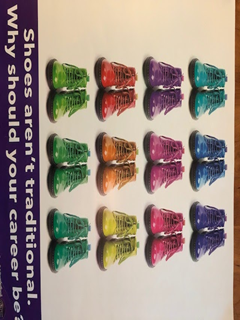 Shoes aren't traditional.
Why should your career be?